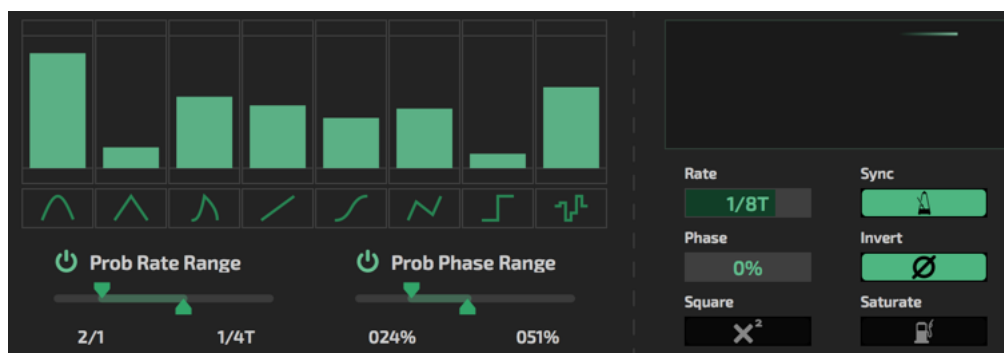 Prob Rate Range
2/1 1/4T
Prob Phase Range
024% 051%
Rate
1/8T
Sync
Phase
0%
Invert
Square
X²
Saturate